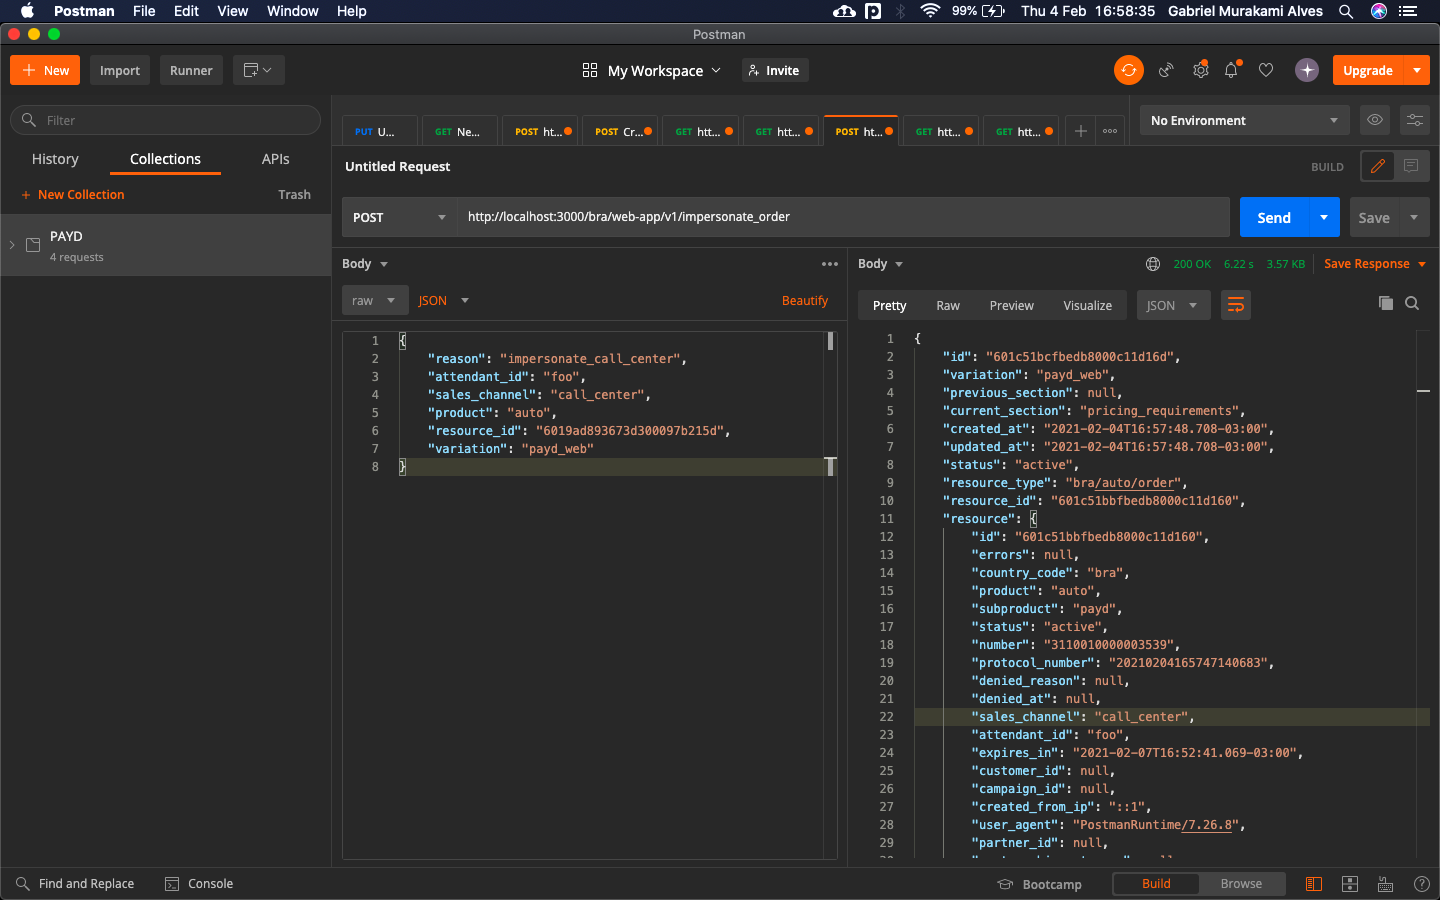 Postman File Edit View Window Help 99% Thu 4 Feb 16:58:35 Gabriel Murakami Alves
Postman
+ New Import Runner My Workspace Invite Upgrade
Filter
PUT U... GET Ne... POST ht... POST Cr... GET htt... GET htt... POST ht... GET htt... GET htt... No Environment
History Collections APIs
Untitled Request BUILD
+ New Collection Trash
POST http://localhost:3000/bra/web-app/v1/impersonate_order Send Save
PAYD
4 requests
Body
raw JSON Beautify
1 {
2 "reason": "impersonate_call_center",
3 "attendant_id": "foo",
4 "sales_channel": "call_center",
5 "product": "auto",
6 "resource_id": "6019ad893673d300097b215d",
7 "variation": "payd_web"
8 }
Body 200 OK 6.22 s 3.57 KB Save Response
Pretty Raw Preview Visualize JSON
1 {
2 "id": "601c51bcfbedb8000c11d16d",
3 "variation": "payd_web",
4 "previous_section": null,
5 "current_section": "pricing_requirements",
6 "created_at": "2021-02-04T16:57:48.708-03:00",
7 "updated_at": "2021-02-04T16:57:48.708-03:00",
8 "status": "active",
9 "resource_type": "bra/auto/order",
10 "resource_id": "601c51bbfbedb8000c11d160",
11 "resource": {
12 "id": "601c51bbfbedb8000c11d160",
13 "errors": null,
14 "country_code": "bra",
15 "product": "auto",
16 "subproduct": "payd",
17 "status": "active",
18 "number": "3110010000003539",
19 "protocol_number": "20210204165747140683",
20 "denied_reason": null,
21 "denied_at": null,
22 "sales_channel": "call_center",
23 "attendant_id": "foo",
24 "expires_in": "2021-02-07T16:52:41.069-03:00",
25 "customer_id": null,
26 "campaign_id": null,
27 "created_from_ip": "::1",
28 "user_agent": "PostmanRuntime/7.26.8",
29 "partner_id": null,
Find and Replace Console Bootcamp Build Browse